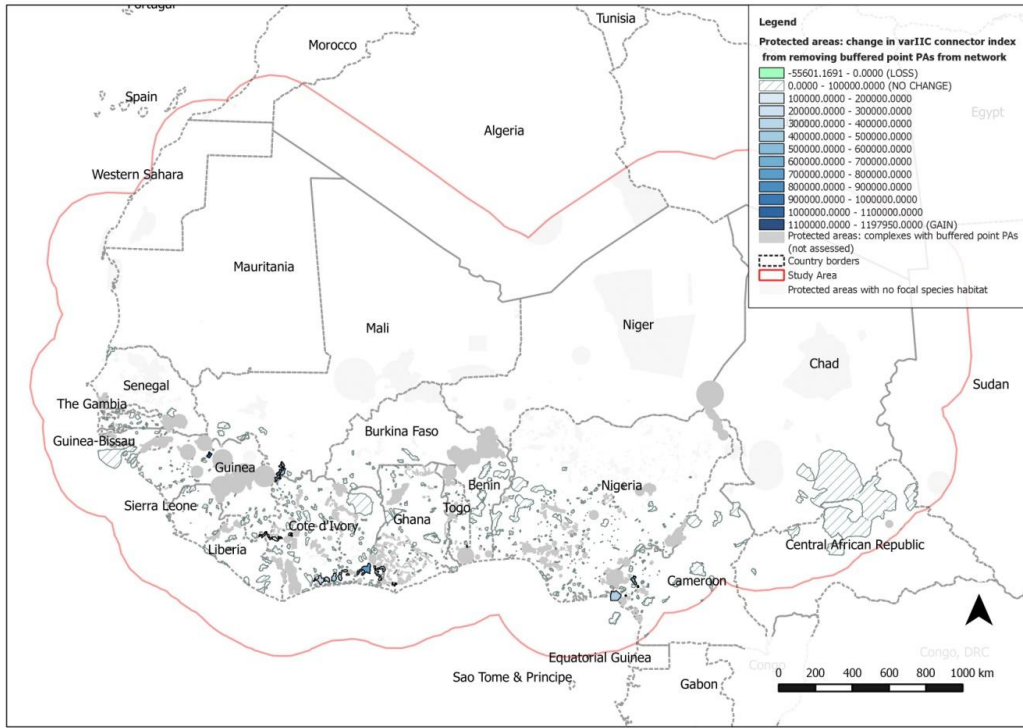 Portugal
Tunisia
Morocco
Spain
Algeria
Egypt
Western Sahara
Mauritania
Mali
Niger
Chad
Sudan
Senegal
The Gambia
Guinea-Bissau
Burkina Faso
Guinea
Benin
Nigeria
Sierra Leone
Togo
Cote d'Ivory
Ghana
Liberia
Central African Republic
Cameroon
Equatorial Guinea
Congo
Congo, DRC
Sao Tome & Principe
Gabon
Legend
Protected areas: change in varIIC connector index
from removing buffered point PAs from network
-55601.1691 - 0.0000 (LOSS)
0.0000 - 100000.0000 (NO CHANGE)
100000.0000 - 200000.0000
200000.0000 - 300000.0000
300000.0000 - 400000.0000
400000.0000 - 500000.0000
500000.0000 - 600000.0000
600000.0000 - 700000.0000
700000.0000 - 800000.0000
800000.0000 - 900000.0000
900000.0000 - 1000000.0000
1000000.0000 - 1100000.0000
1100000.0000 - 1197950.0000 (GAIN)
Protected areas: complexes with buffered point PAs
(not assessed)
Country borders
Study Area
Protected areas with no focal species habitat
0 200 400 600 800 1000 km